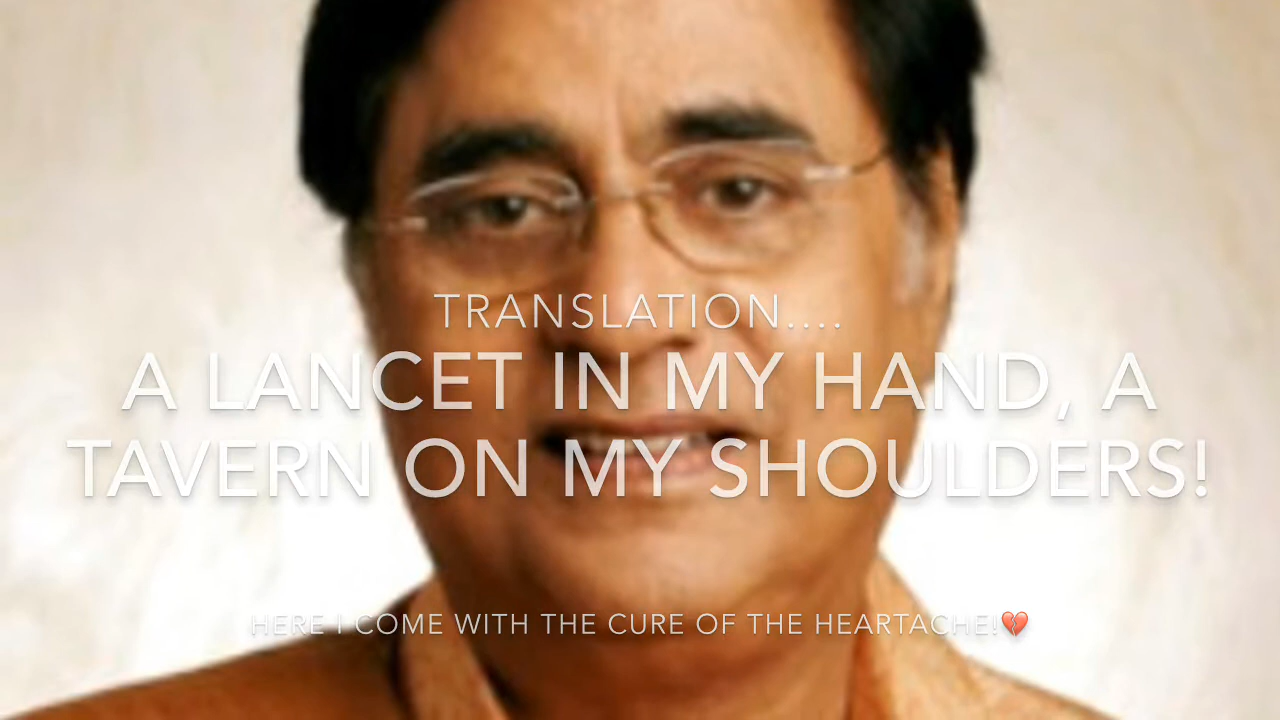 TRANSLATION....
A LANCET IN MY HAND, A
TAVERN ON MY SHOULDERS!
HERE I COME WITH THE CURE OF THE HEARTACHE!💔